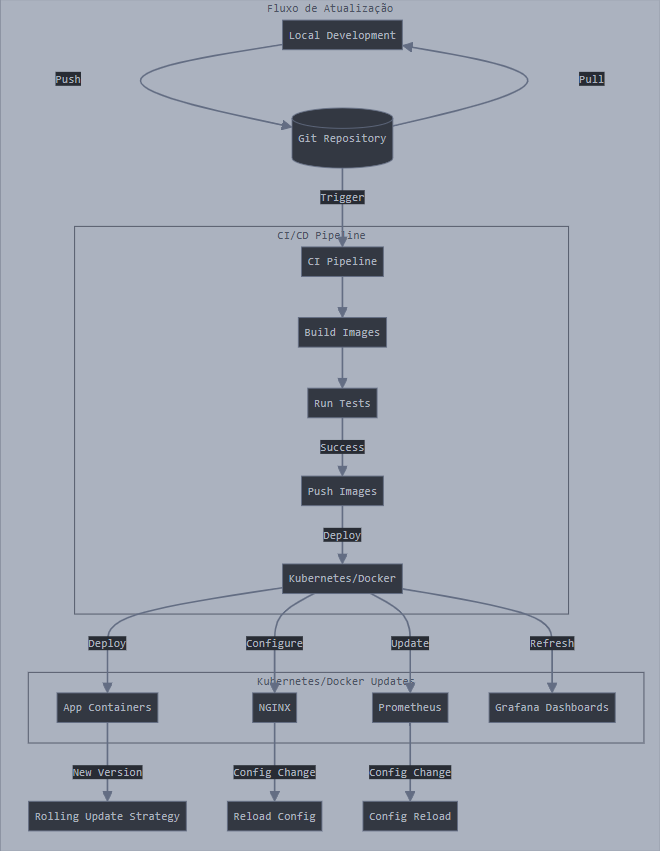 Fluxo de Atualização
Local Development
Push
Pull
Git Repository
Trigger
CI/CD Pipeline
CI Pipeline
Build Images
Run Tests
Success
Push Images
Deploy
Kubernetes/Docker
Deploy
Configure
Update
Refresh
Kubernetes/Docker Updates
App Containers
NGINX
Prometheus
Grafana Dashboards
New Version
Config Change
Config Change
Rolling Update Strategy
Reload Config
Config Reload